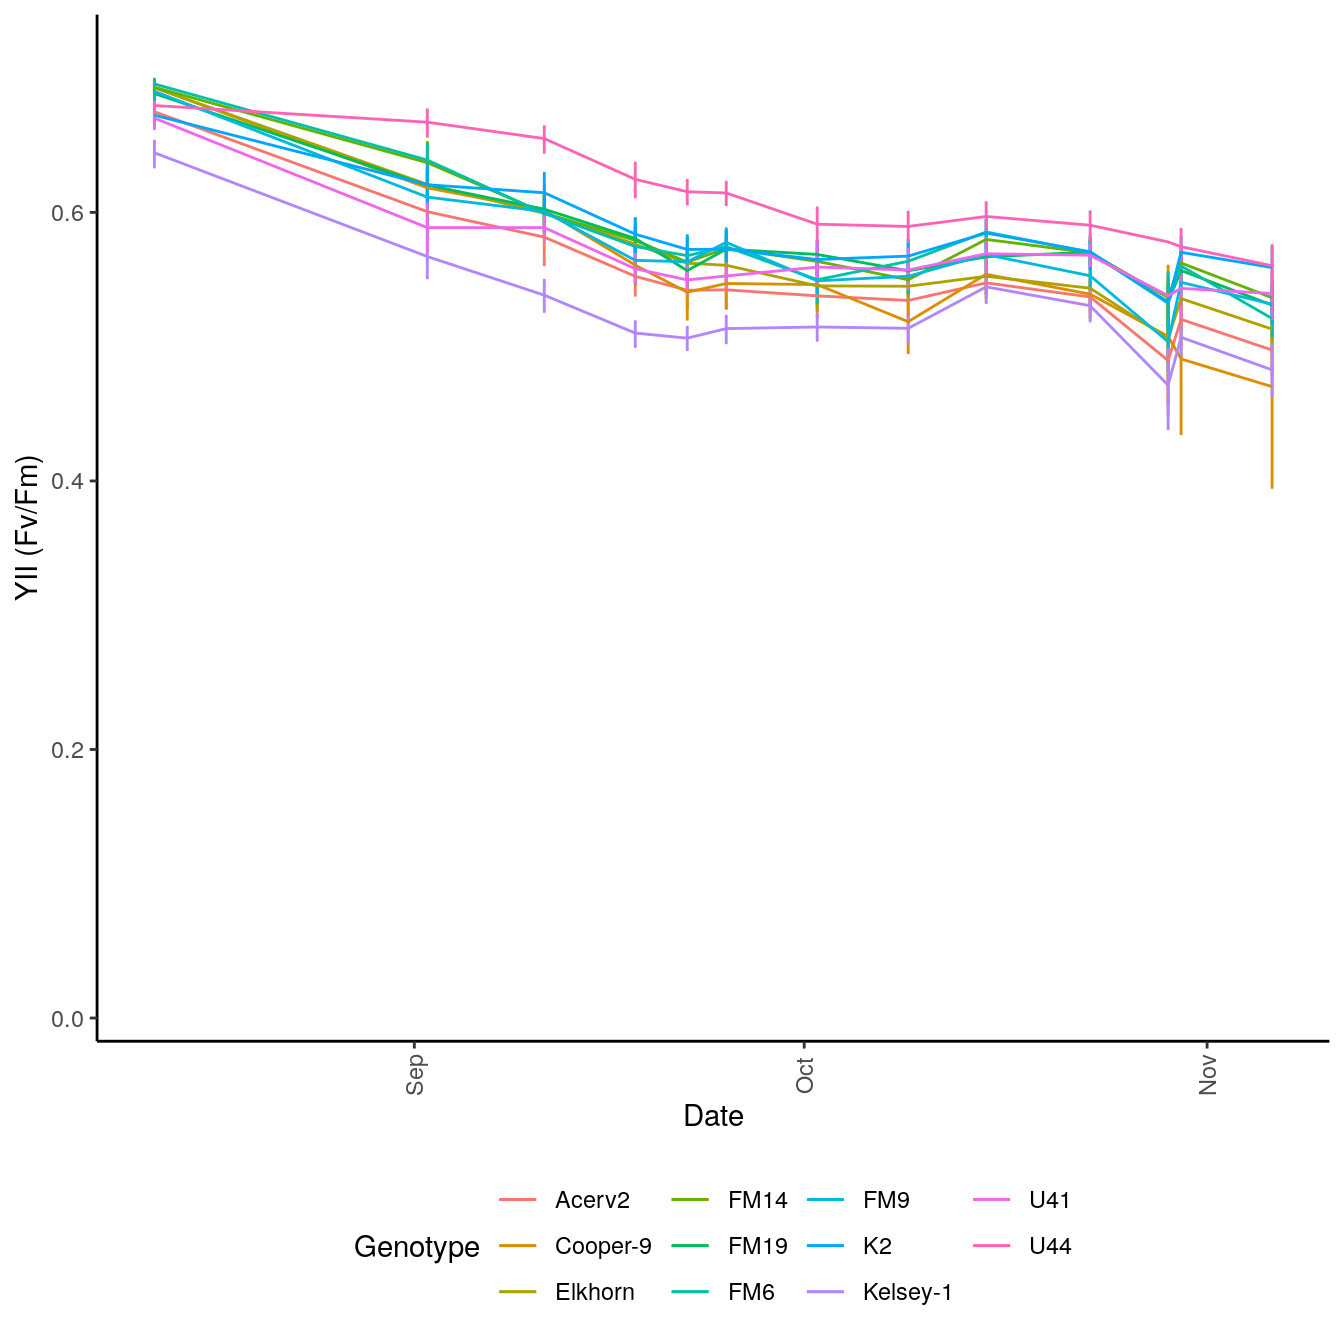 YII (Fv/Fm)
0.6
0.4
0.2
0.0
Sep
Oct
Nov
Date
Genotype
Acerv2
Cooper-9
Elkhorn
FM14
FM19
FM6
FM9
K2
Kelsey-1
U41
U44